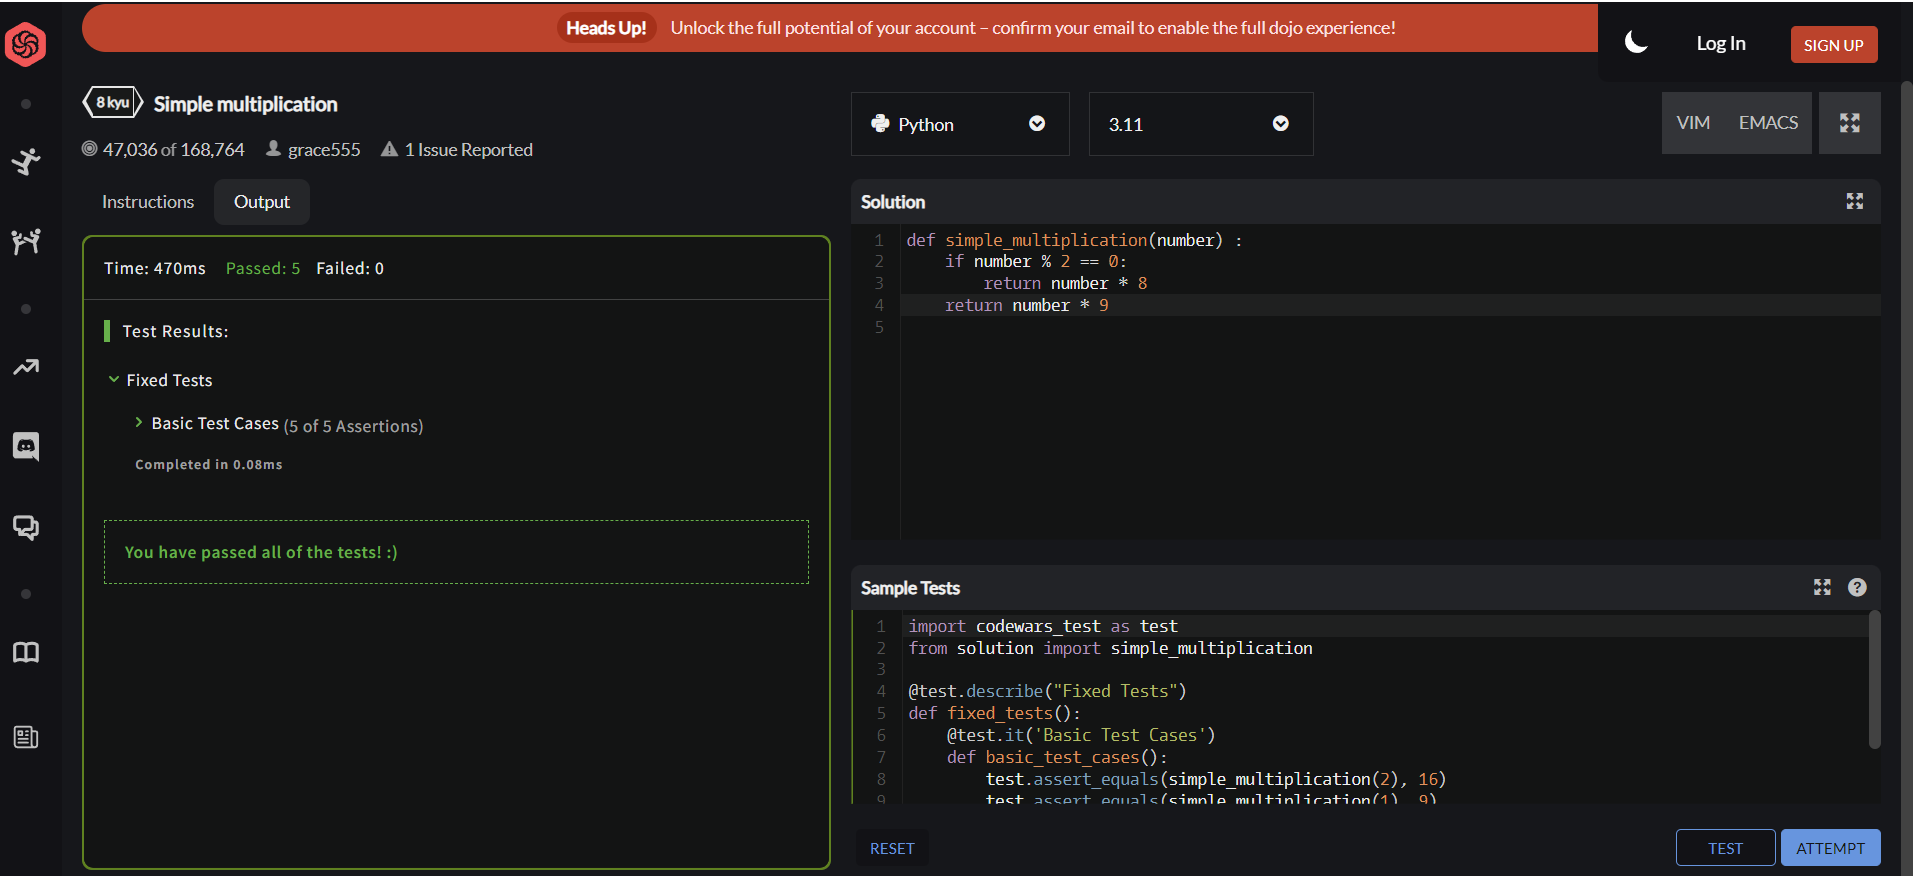 Heads Up! Unlock the full potential of your account – confirm your email to enable the full dojo experience!
Log In
SIGN UP
8 kyu Simple multiplication
47,036 of 168,764 grace555 1 Issue Reported
Instructions Output
Time: 470ms Passed: 5 Failed: 0
Test Results:
Fixed Tests
Basic Test Cases (5 of 5 Assertions)
Completed in 0.08ms
You have passed all of the tests! :)
Python 3.11
VIM EMACS
Solution
1 def simple_multiplication(number) :
2     if number % 2 == 0:
3         return number * 8
4     return number * 9
5
Sample Tests
1 import codewars_test as test
2 from solution import simple_multiplication
3
4 @test.describe("Fixed Tests")
5 def fixed_tests():
6     @test.it('Basic Test Cases')
7     def basic_test_cases():
8         test.assert_equals(simple_multiplication(2), 16)
9         test.assert_equals(simple_multiplication(1), 9)
RESET TEST ATTEMPT